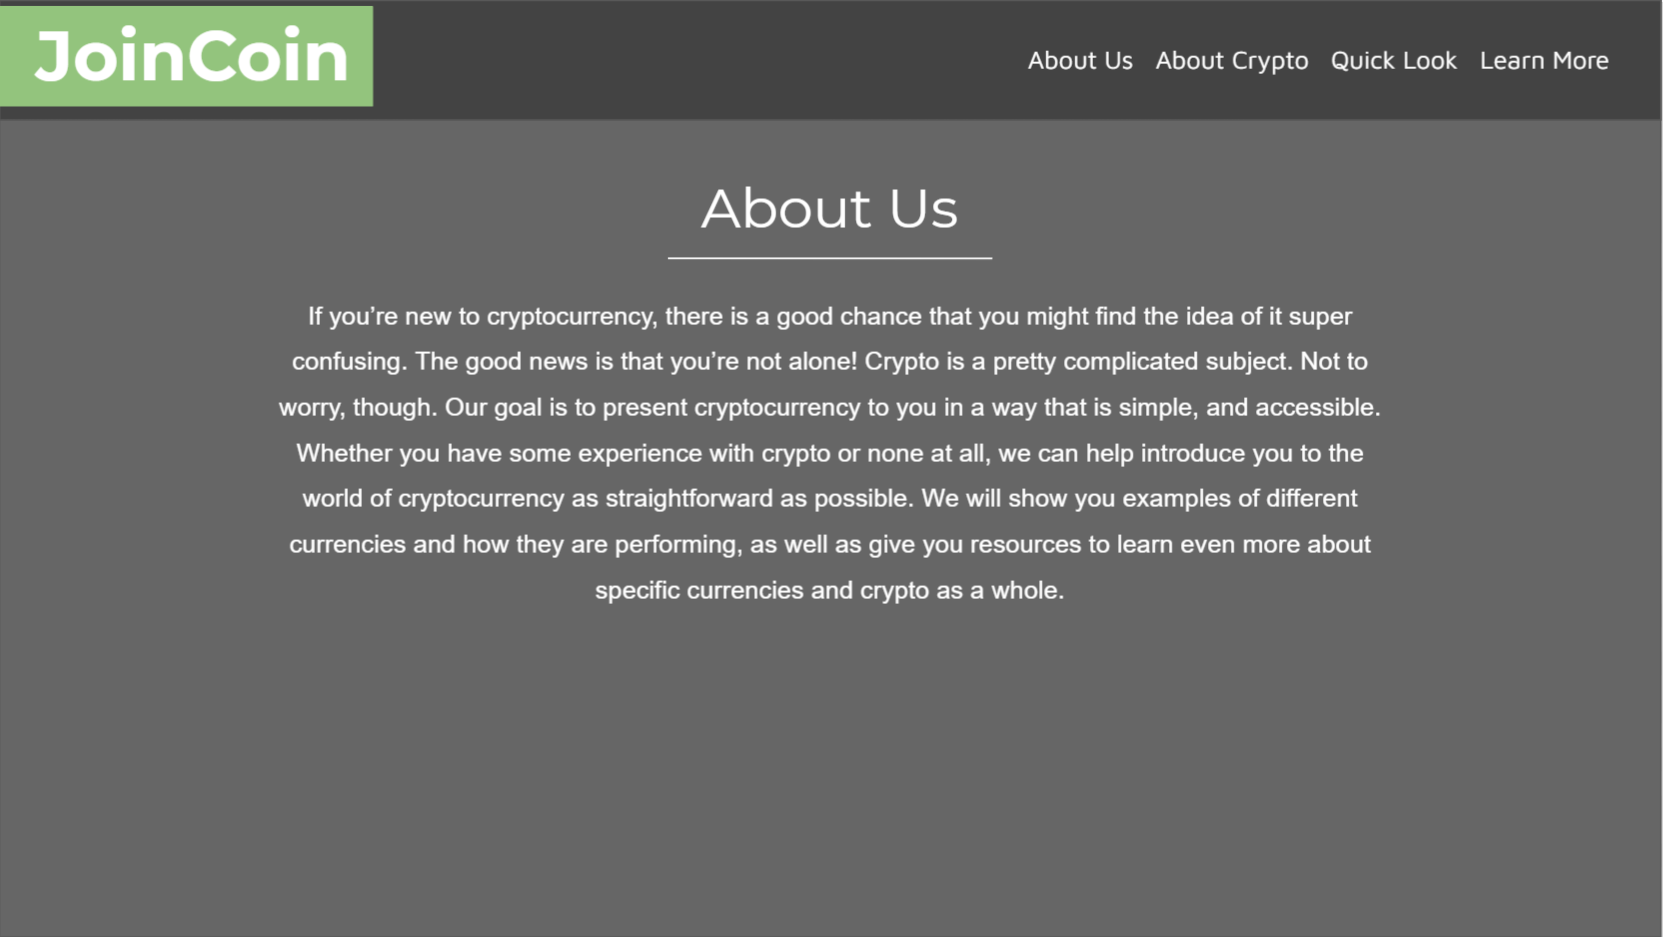 JoinCoin
About Us About Crypto Quick Look Learn More
About Us
If you’re new to cryptocurrency, there is a good chance that you might find the idea of it super
confusing. The good news is that you’re not alone! Crypto is a pretty complicated subject. Not to
worry, though. Our goal is to present cryptocurrency to you in a way that is simple, and accessible.
Whether you have some experience with crypto or none at all, we can help introduce you to the
world of cryptocurrency as straightforward as possible. We will show you examples of different
currencies and how they are performing, as well as give you resources to learn even more about
specific currencies and crypto as a whole.